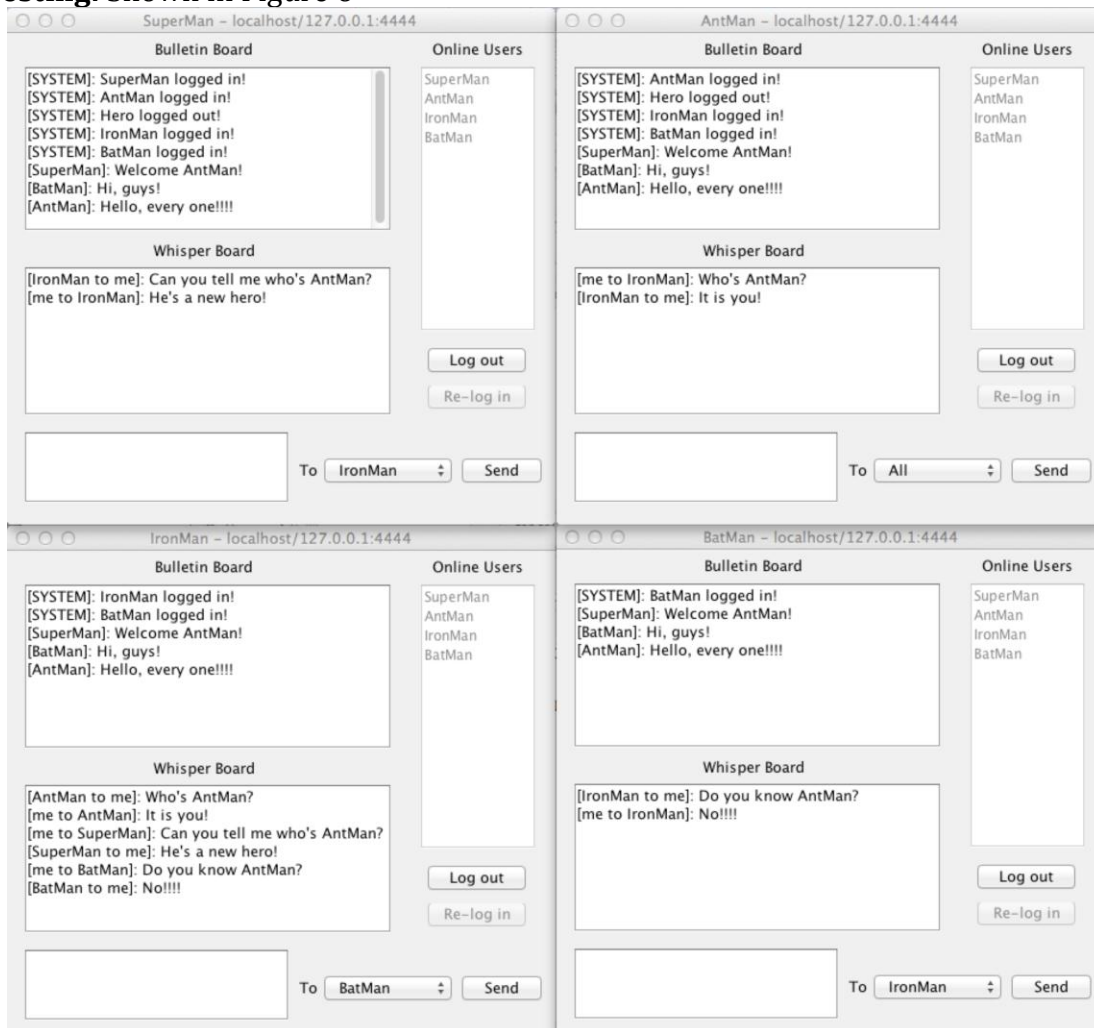 SuperMan – localhost/127.0.0.1:4444
Bulletin Board
Online Users
[SYSTEM]: SuperMan logged in!
[SYSTEM]: AntMan logged in!
[SYSTEM]: Hero logged out!
[SYSTEM]: IronMan logged in!
[SYSTEM]: BatMan logged in!
[SuperMan]: Welcome AntMan!
[BatMan]: Hi, guys!
[AntMan]: Hello, every one!!!!
SuperMan
AntMan
IronMan
BatMan
Whisper Board
[IronMan to me]: Can you tell me who's AntMan?
[me to IronMan]: He's a new hero!
Log out
Re-log in
To IronMan Send
AntMan – localhost/127.0.0.1:4444
Bulletin Board
Online Users
[SYSTEM]: AntMan logged in!
[SYSTEM]: Hero logged out!
[SYSTEM]: IronMan logged in!
[SYSTEM]: BatMan logged in!
[SuperMan]: Welcome AntMan!
[BatMan]: Hi, guys!
[AntMan]: Hello, every one!!!!
SuperMan
AntMan
IronMan
BatMan
Whisper Board
[me to IronMan]: Who's AntMan?
[IronMan to me]: It is you!
Log out
Re-log in
To All Send
IronMan – localhost/127.0.0.1:4444
Bulletin Board
Online Users
[SYSTEM]: IronMan logged in!
[SYSTEM]: BatMan logged in!
[SuperMan]: Welcome AntMan!
[BatMan]: Hi, guys!
[AntMan]: Hello, every one!!!!
SuperMan
AntMan
IronMan
BatMan
Whisper Board
[AntMan to me]: Who's AntMan?
[me to AntMan]: It is you!
[me to SuperMan]: Can you tell me who's AntMan?
[SuperMan to me]: He's a new hero!
[me to BatMan]: Do you know AntMan?
[BatMan to me]: No!!!!
Log out
Re-log in
To BatMan Send
BatMan – localhost/127.0.0.1:4444
Bulletin Board
Online Users
[SYSTEM]: BatMan logged in!
[SuperMan]: Welcome AntMan!
[BatMan]: Hi, guys!
[AntMan]: Hello, every one!!!!
SuperMan
AntMan
IronMan
BatMan
Whisper Board
[IronMan to me]: Do you know AntMan?
[me to IronMan]: No!!!!
Log out
Re-log in
To IronMan Send